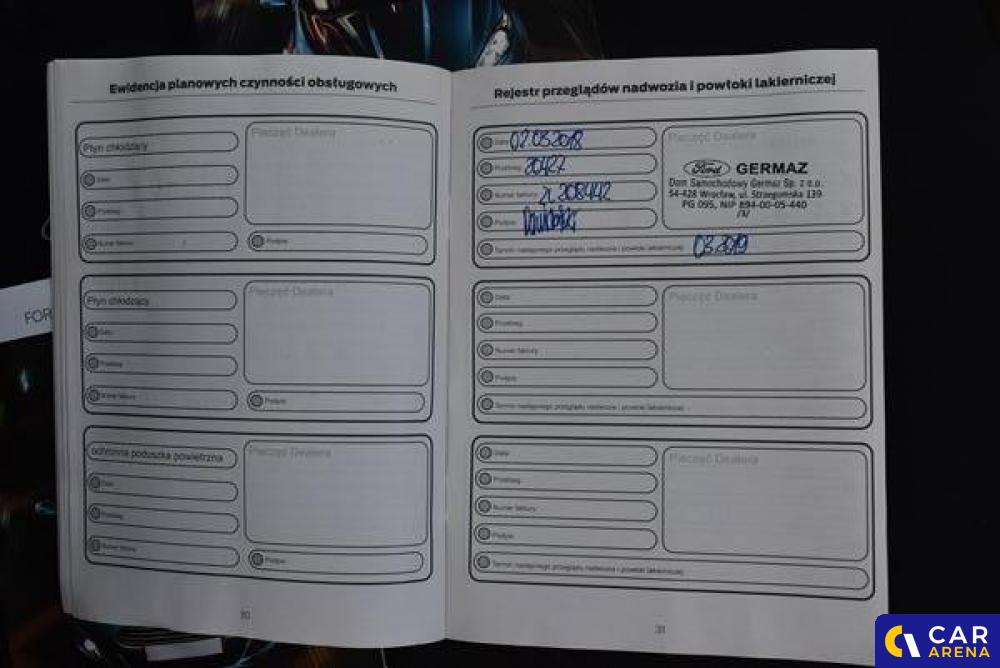 Ewidencja planowych czynności obsługowych
Płyn chłodzący
Pieczęć Dealera
Data
Przebieg
Numer faktury
Podpis
Płyn chłodzący
Pieczęć Dealera
Data
Przebieg
Numer faktury
Podpis
ochronna poduszka powietrzna
Pieczęć Dealera
Data
Przebieg
Numer faktury
Podpis
Rejestr przeglądów nadwozia i powłoki lakierniczej
Data 02.03.2018
Przebieg 20427
Numer faktury ZL 208442
Podpis
Termin następnego przeglądu nadwozia i powłoki lakierniczej 03.2019
Pieczęć Dealera
Ford GERMAZ
Dom Samochodowy Germaz Sp. z o.o.
54-428 Wrocław, ul. Strzegomska 139
PG 095, NIP 894-00-05-440
/3/
Data
Przebieg
Numer faktury
Podpis
Termin następnego przeglądu nadwozia i powłoki lakierniczej
Pieczęć Dealera
Data
Przebieg
Numer faktury
Podpis
Termin następnego przeglądu nadwozia i powłoki lakierniczej
Pieczęć Dealera
31
FOR
CAR
ARENA